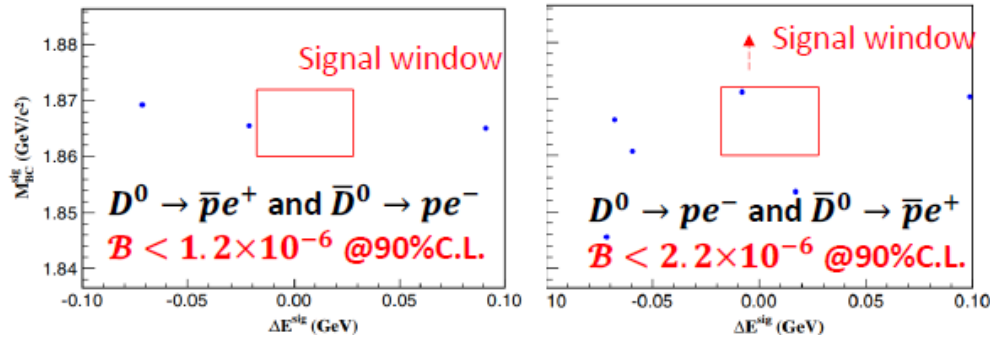 1.88
1.87
1.86
1.85
1.84
M_BC^sig (GeV/c²)
Signal window
D⁰ → p̄e⁺ and D̄⁰ → pe⁻
ℬ < 1.2×10⁻⁶ @90%C.L.
-0.10 -0.05 0.00 0.05 0.10
ΔE^sig (GeV)
Signal window
D⁰ → pe⁻ and D̄⁰ → p̄e⁺
ℬ < 2.2×10⁻⁶ @90%C.L.
10 -0.05 0.00 0.05 0.10
ΔE^sig (GeV)